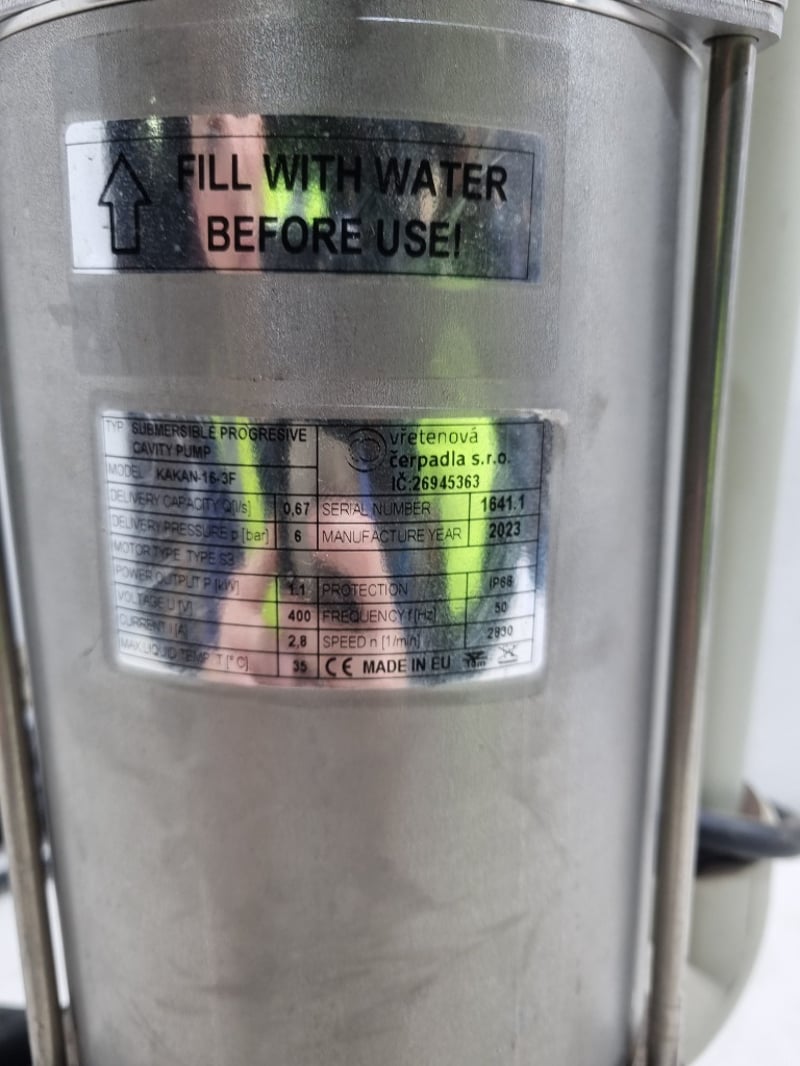 FILL WITH WATER
BEFORE USE!
TYP SUBMERSIBLE PROGRESIVE
CAVITY PUMP
vřetenová
čerpadla s.r.o.
IČ:26945363
MODEL KAKAN-16-3F
DELIVERY CAPACITY Q[l/s] 0,67 SERIAL NUMBER 1641.1
DELIVERY PRESSURE p [bar] 6 MANUFACTURE YEAR 2023
MOTOR TYPE TYPE S3
POWER OUTPUT P [kW] 1.1 PROTECTION IP68
VOLTAGE U [V] 400 FREQUENCY f [Hz] 50
CURRENT I [A] 2,8 SPEED n [1/min] 2930
MAX.LIQUID TEMP. T [°C] 35 CE MADE IN EU